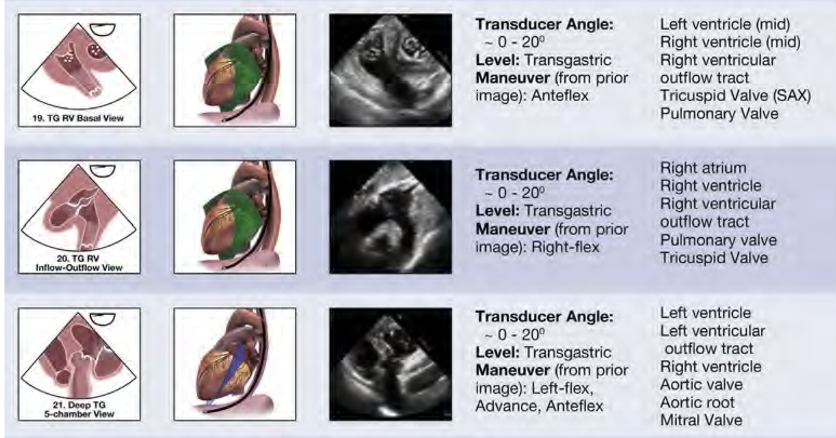 19. TG RV Basal View
Transducer Angle:
~ 0 - 20⁰
Level: Transgastric
Maneuver (from prior
image): Anteflex
Left ventricle (mid)
Right ventricle (mid)
Right ventricular
outflow tract
Tricuspid Valve (SAX)
Pulmonary Valve
20. TG RV
Inflow-Outflow View
Transducer Angle:
~ 0 - 20⁰
Level: Transgastric
Maneuver (from prior
image): Right-flex
Right atrium
Right ventricle
Right ventricular
outflow tract
Pulmonary valve
Tricuspid Valve
21. Deep TG
5-chamber View
Transducer Angle:
~ 0 - 20⁰
Level: Transgastric
Maneuver (from prior
image): Left-flex,
Advance, Anteflex
Left ventricle
Left ventricular
outflow tract
Right ventricle
Aortic valve
Aortic root
Mitral Valve